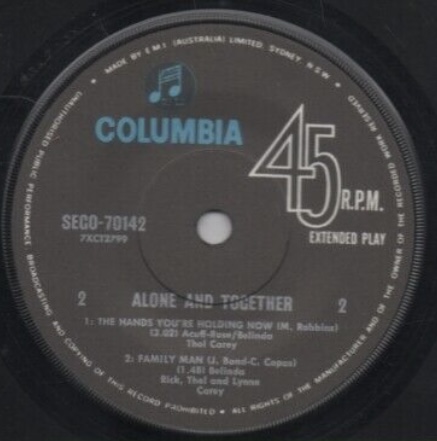 MADE BY E.M.I. (AUSTRALIA) LIMITED. SYDNEY, N.S.W.
COLUMBIA
45
R.P.M.
EXTENDED PLAY
SEGO-70142
7XCT2799
2 ALONE AND TOGETHER 2
1: THE HANDS YOU'RE HOLDING NOW (M. Robbins)
(2.02) Acuff-Rose/Belinda
Thel Carey
2: FAMILY MAN (J. Bond-C. Copas)
(1.48) Belinda
Rick, Thel and Lynne
Carey
UNAUTHORISED PUBLIC PERFORMANCE BROADCASTING AND COPYING OF THIS RECORD PROHIBITED. ALL RIGHTS OF THE MANUFACTURER AND OF THE OWNER OF THE RECORDED WORK RESERVED